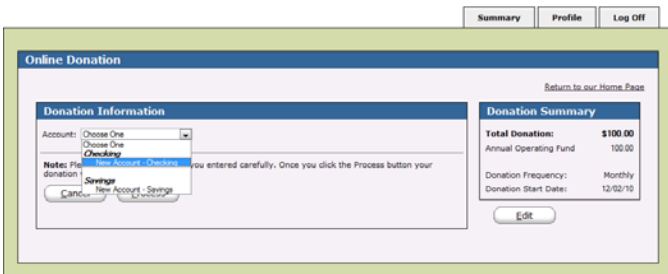 Summary Profile Log Off
Online Donation
Return to our Home Page
Donation Information
Account: Choose One
Choose One
Checking
New Account - Checking
Savings
New Account - Savings
Note: you entered carefully. Once you click the Process button your
donation
Donation Summary
Total Donation: $100.00
Annual Operating Fund 100.00
Donation Frequency: Monthly
Donation Start Date: 12/02/10
Edit